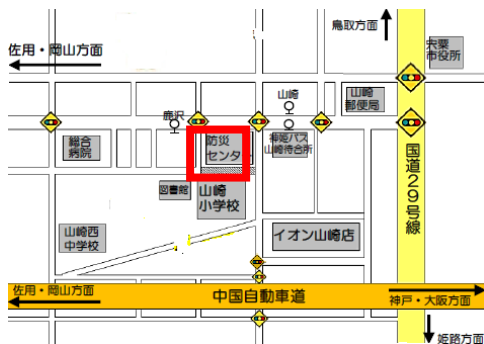 鳥取方面
宍粟
市役所
佐用・岡山方面
山崎
山崎
郵便局
鹿沢
防災
センター
神姫バス
山崎待合所
総合
病院
国道29号線
図書館
山崎
小学校
山崎西
中学校
イオン山崎店
佐用・岡山方面
中国自動車道
神戸・大阪方面
姫路方面